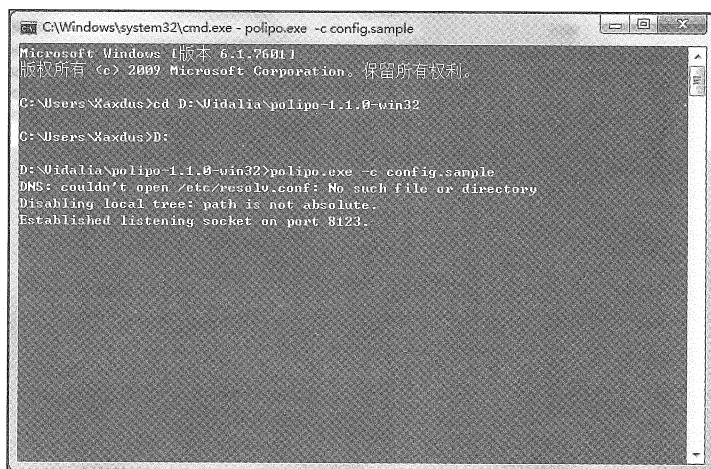 C:\Windows\system32\cmd.exe - polipo.exe -c config.sample
Microsoft Windows [版本 6.1.7601]
版权所有 (c) 2009 Microsoft Corporation。保留所有权利。
C:\Users\Xaxdus>cd D:\Vidalia\polipo-1.1.0-win32
C:\Users\Xaxdus>D:
D:\Vidalia\polipo-1.1.0-win32>polipo.exe -c config.sample
DNS: couldn't open /etc/resolv.conf: No such file or directory
Disabling local tree: path is not absolute.
Established listening socket on port 8123.